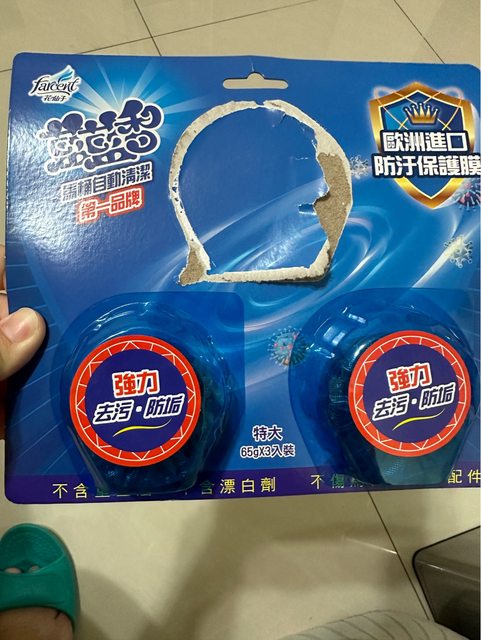 farcent
花仙子
藍藍香
馬桶自動清潔
第一品牌
歐洲進口
防汙保護膜
強力
去污·防垢
強力
去污·防垢
特大
65gX3入裝
不含
含漂白劑
不傷
配件